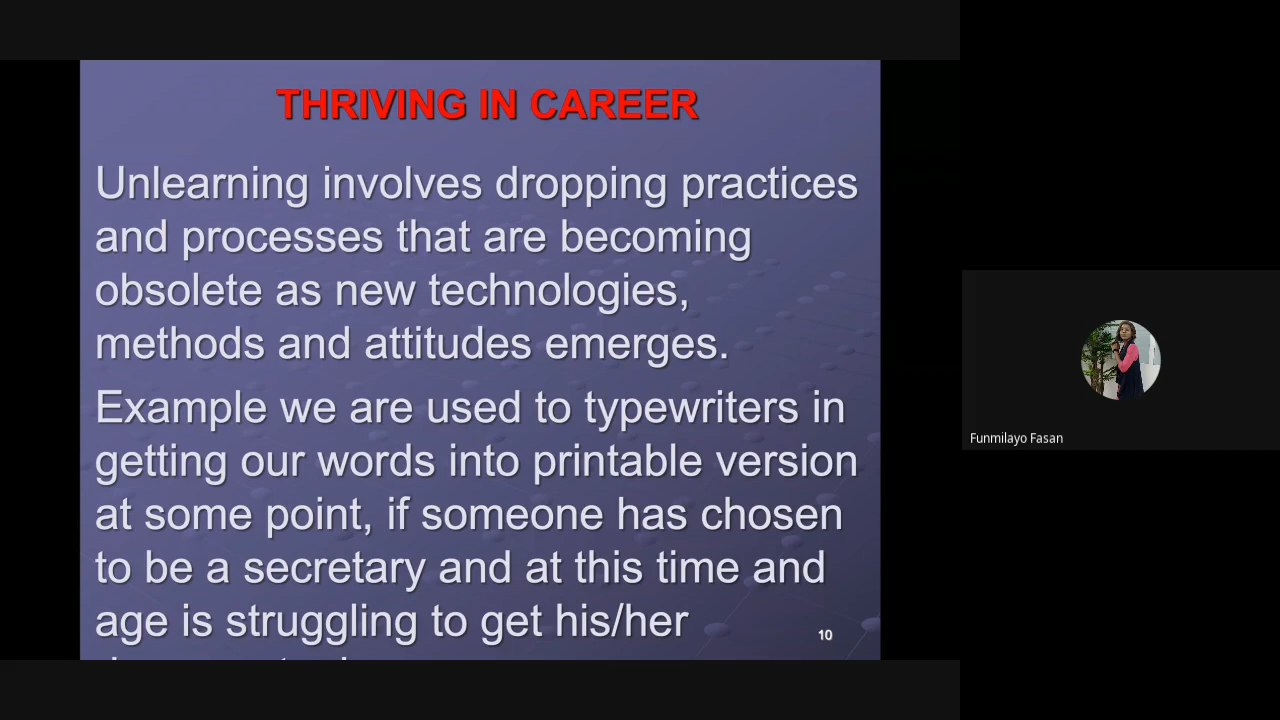 THRIVING IN CAREER
Unlearning involves dropping practices
and processes that are becoming
obsolete as new technologies,
methods and attitudes emerges.
Example we are used to typewriters in
getting our words into printable version
at some point, if someone has chosen
to be a secretary and at this time and
age is struggling to get his/her
10
Funmilayo Fasan